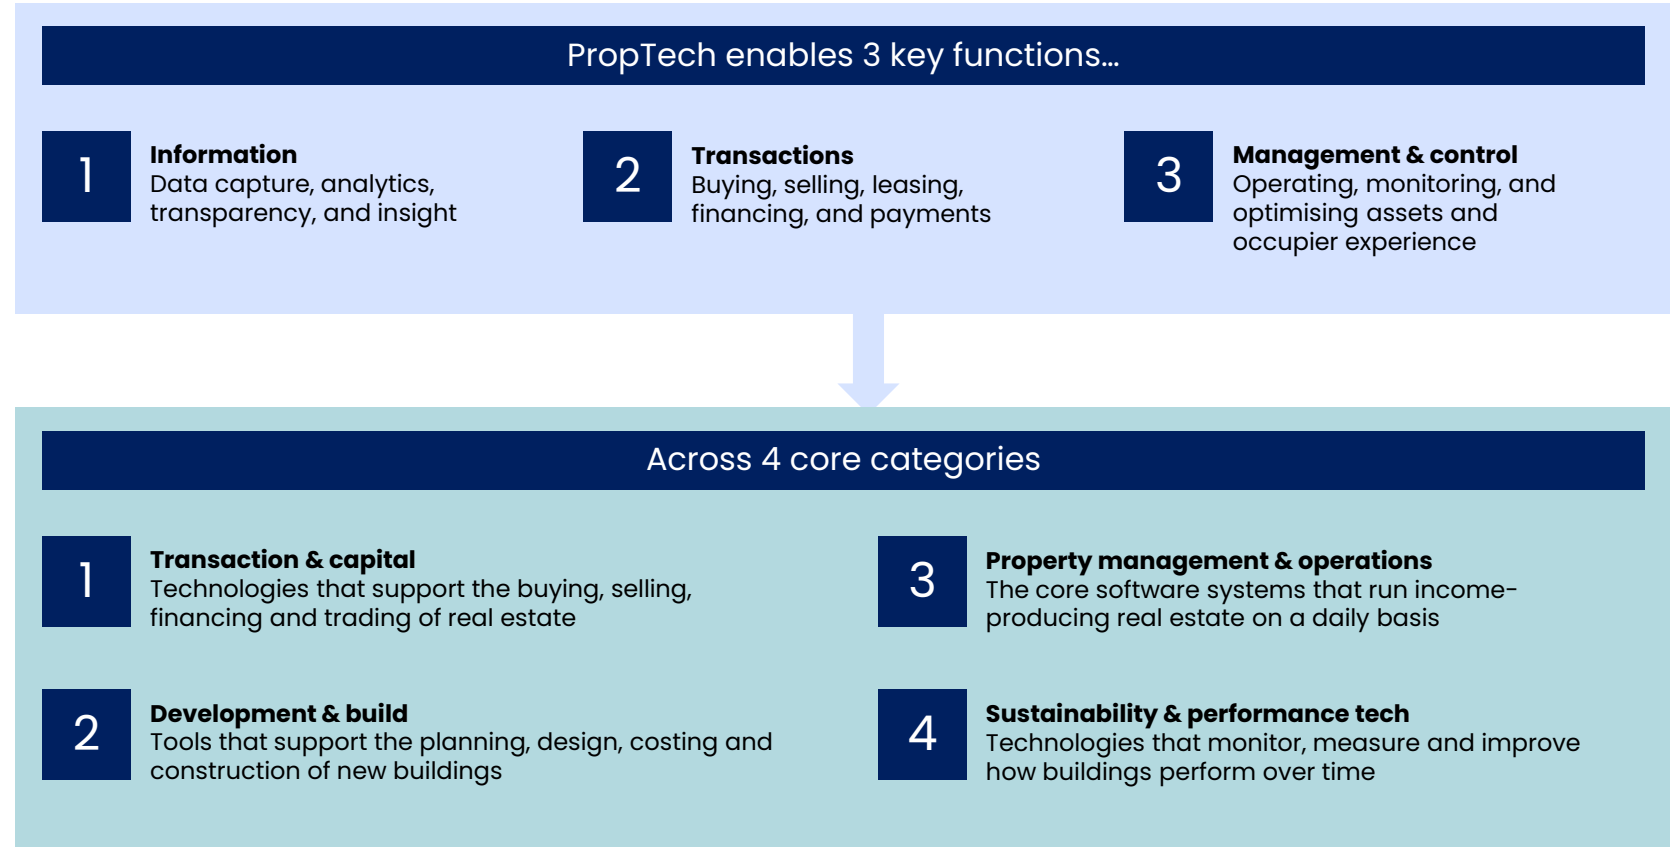 PropTech enables 3 key functions…
1
Information
Data capture, analytics,
transparency, and insight
2
Transactions
Buying, selling, leasing,
financing, and payments
3
Management & control
Operating, monitoring, and
optimising assets and
occupier experience
Across 4 core categories
1
Transaction & capital
Technologies that support the buying, selling,
financing and trading of real estate
2
Development & build
Tools that support the planning, design, costing and
construction of new buildings
3
Property management & operations
The core software systems that run income-
producing real estate on a daily basis
4
Sustainability & performance tech
Technologies that monitor, measure and improve
how buildings perform over time